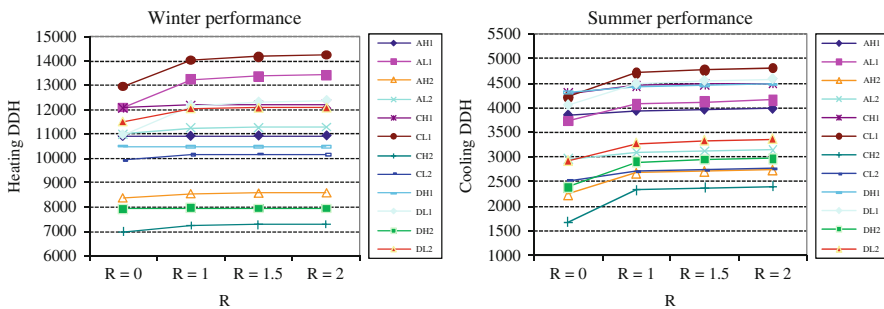 Winter performance
Heating DDH
15000
14000
13000
12000
11000
10000
9000
8000
7000
6000
R = 0
R = 1
R = 1.5
R = 2
R
AH1
AL1
AH2
AL2
CH1
CL1
CH2
CL2
DH1
DL1
DH2
DL2
Summer performance
Cooling DDH
5500
5000
4500
4000
3500
3000
2500
2000
1500
1000
R = 0
R = 1
R = 1.5
R = 2
R
AH1
AL1
AH2
AL2
CH1
CL1
CH2
CL2
DH1
DL1
DH2
DL2